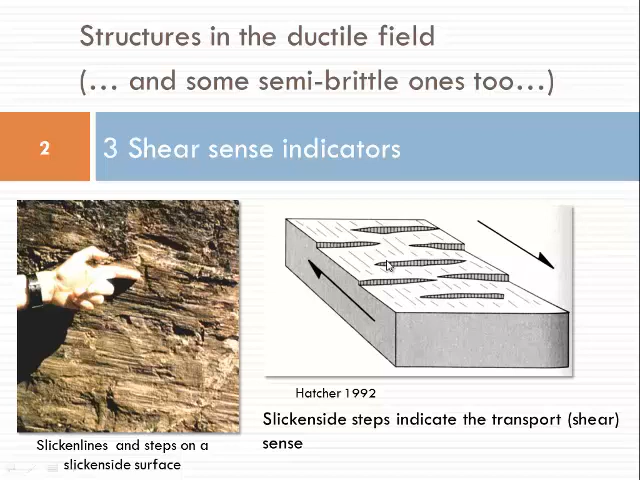 Structures in the ductile field
(... and some semi-brittle ones too...)
2
3 Shear sense indicators
Hatcher 1992
Slickenside steps indicate the transport (shear)
sense
Slickenlines and steps on a
slickenside surface